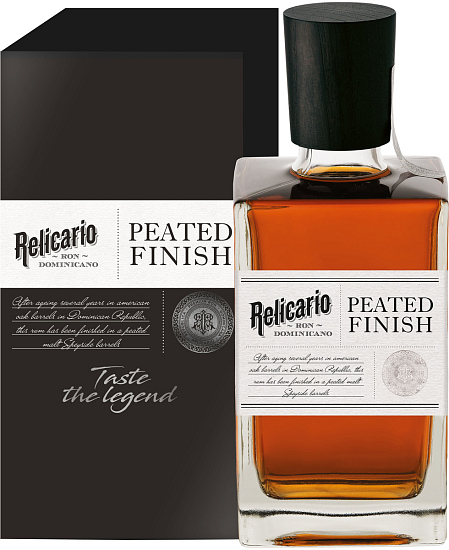 Relicario
RON
DOMINICANO
PEATED
FINISH
After ageing several years in american
oak barrels in Dominican Republic,
this rom has been finished in a peated
malt Speyside barrels
Taste
the legend
Relicario
RON
DOMINICANO
PEATED
FINISH
After ageing several years in american
oak barrels in Dominican Republic, this
rom has been finished in a peated malt
Speyside barrels